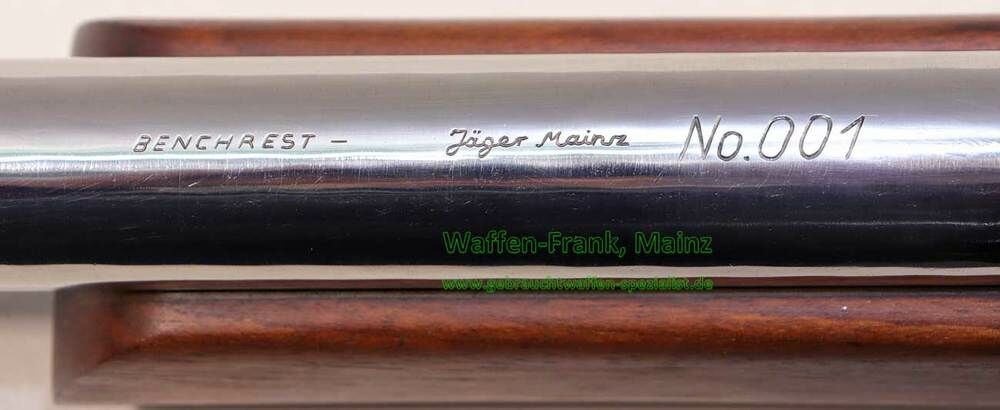 BENCHREST – Jäger Mainz No. 001
Waffen-Frank, Mainz
www.gebrauchtwaffen-spezialist.de